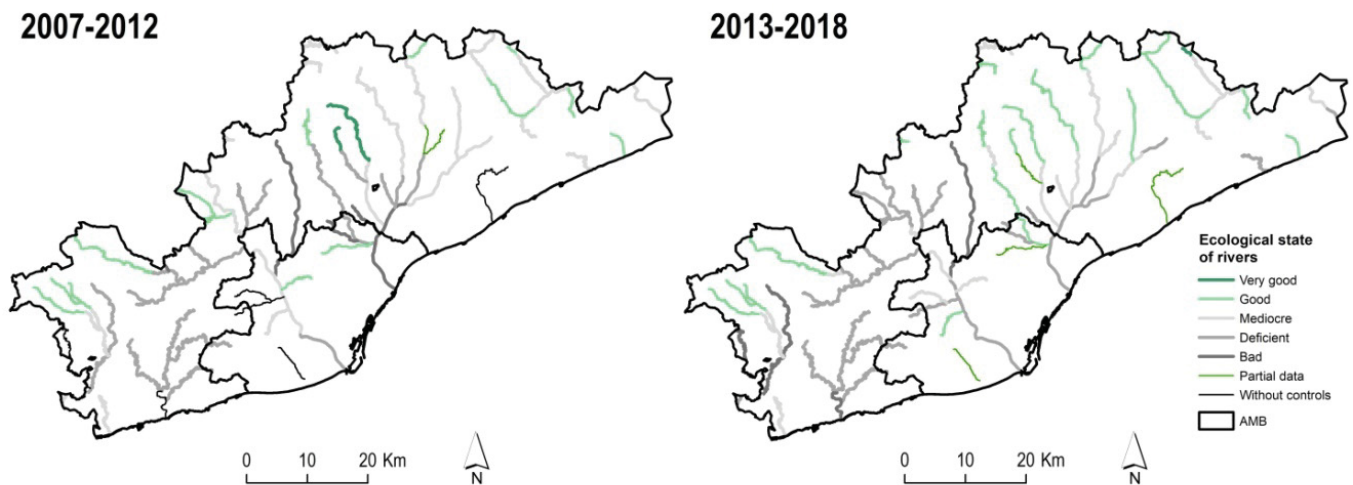 2007-2012
2013-2018
Ecological state
of rivers
Very good
Good
Mediocre
Deficient
Bad
Partial data
Without controls
AMB
0 10 20 Km
N
0 10 20 Km
N